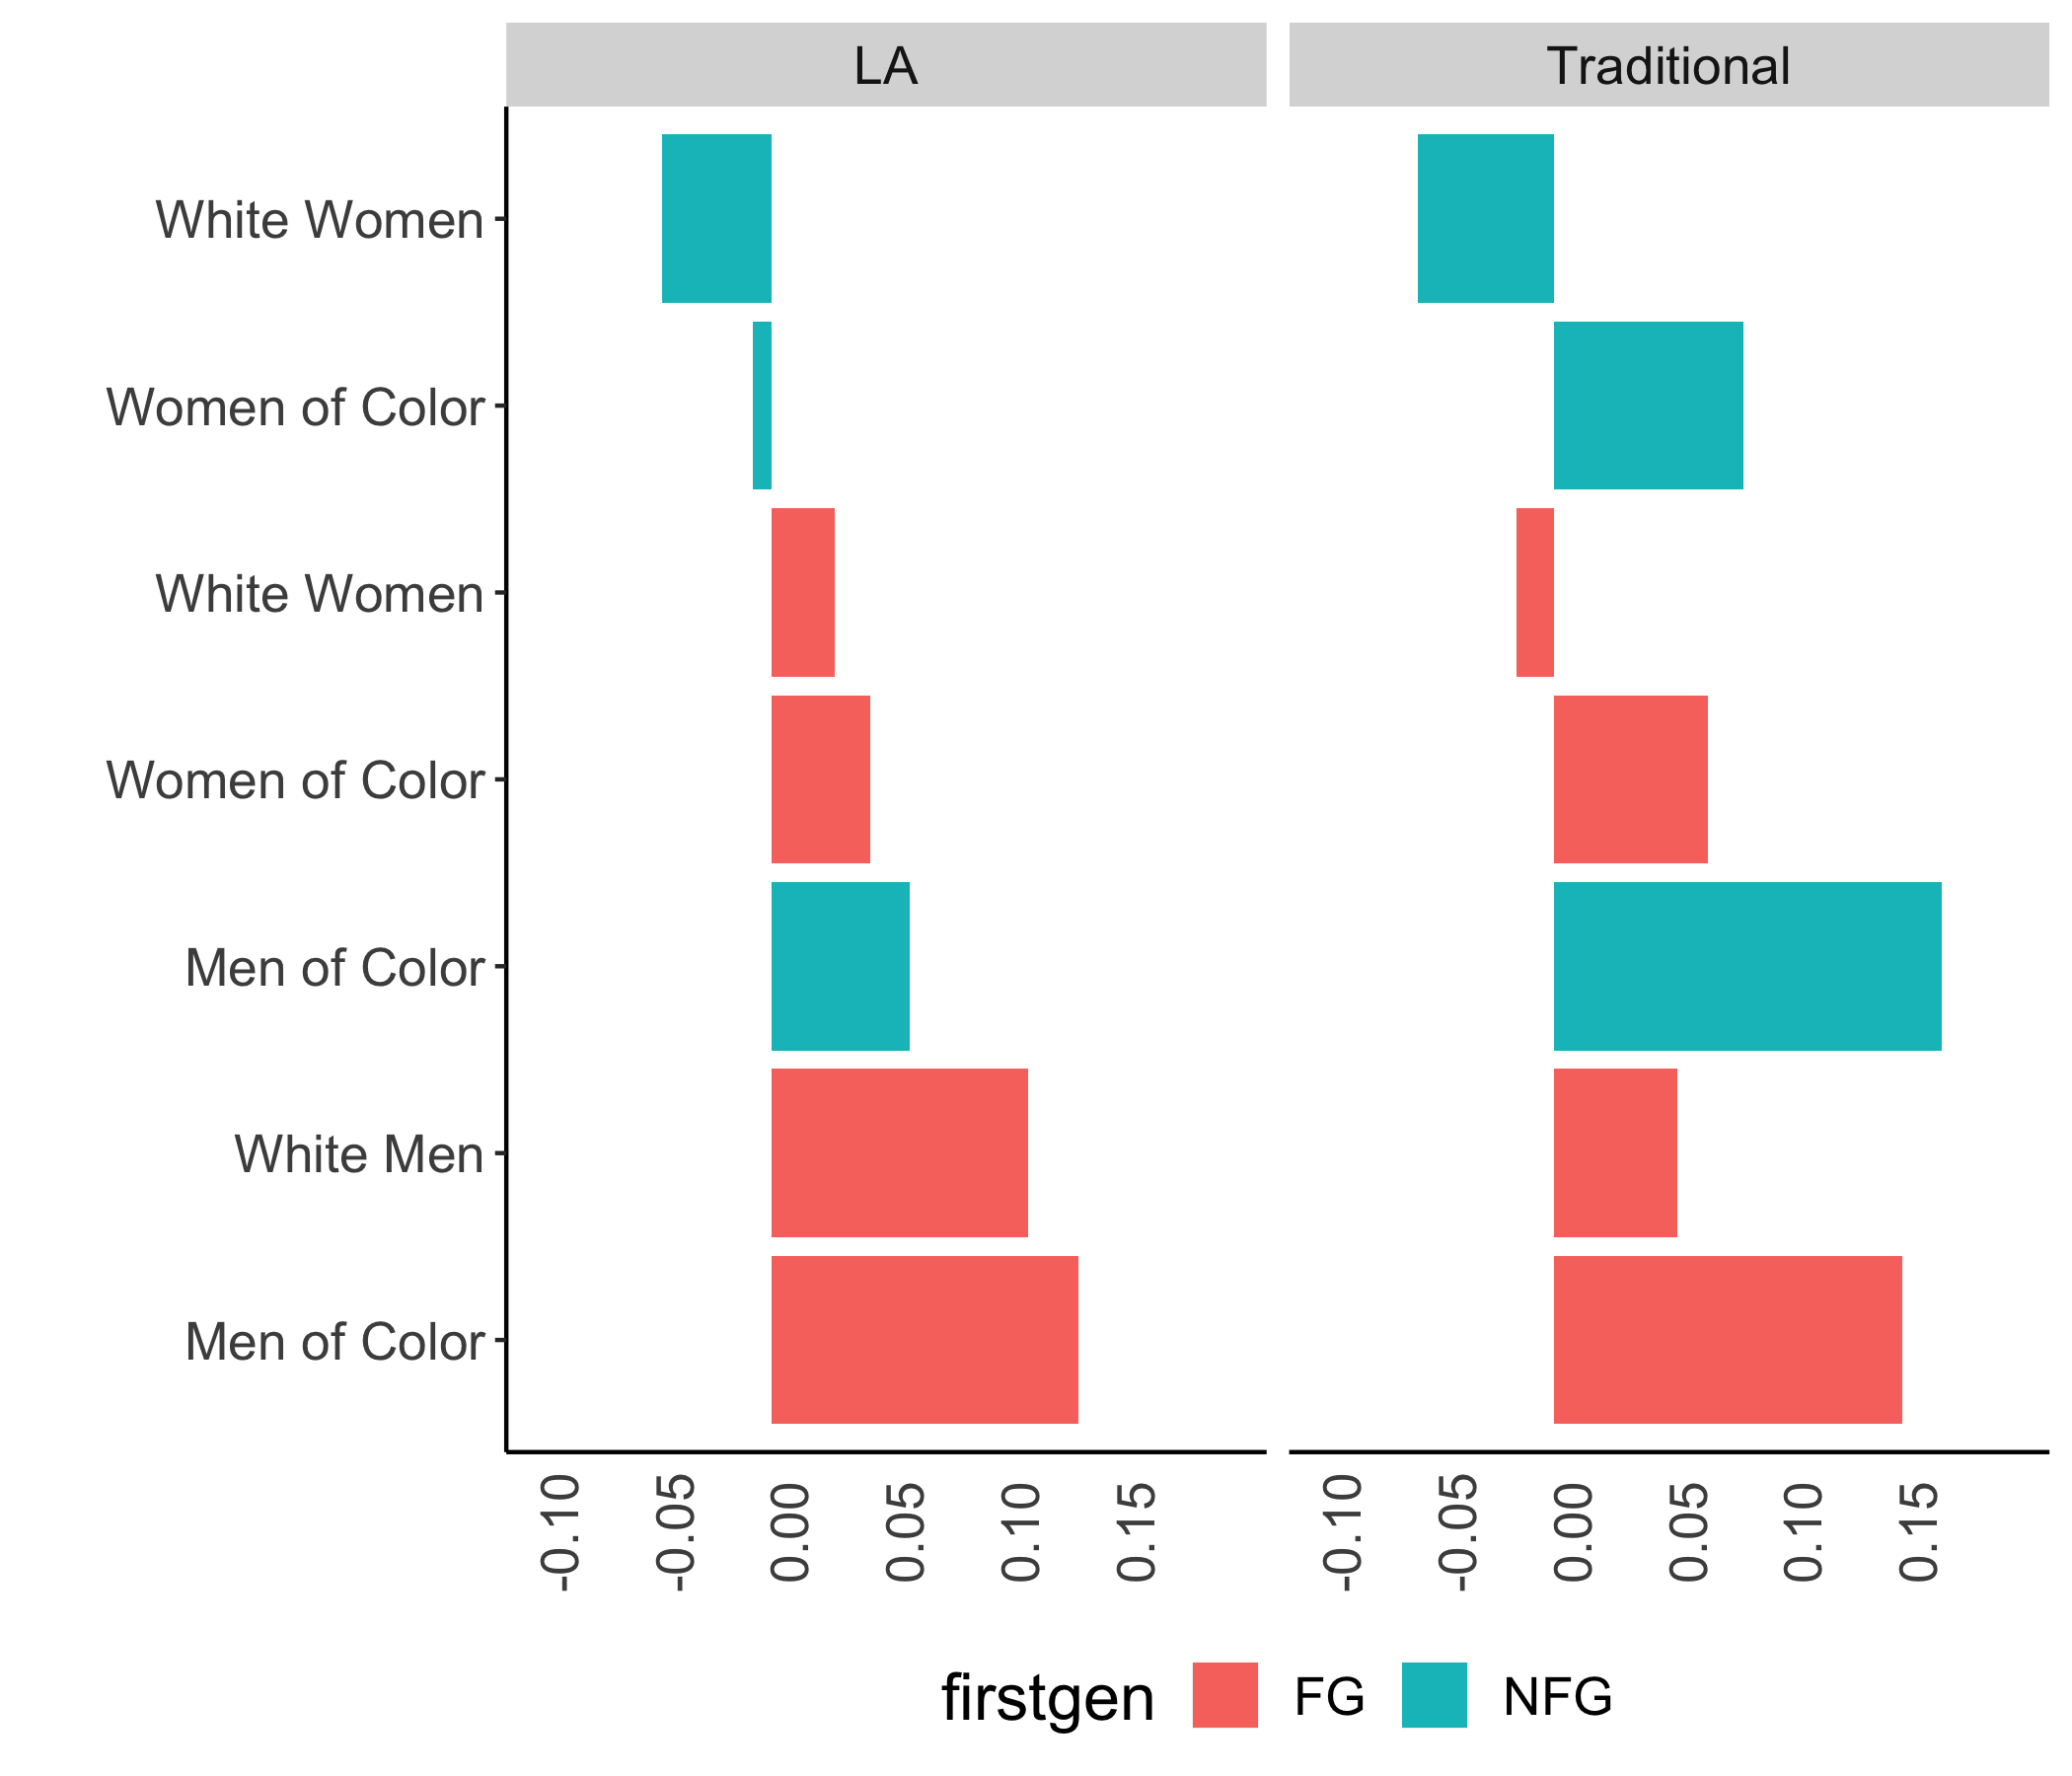 LA
Traditional
White Women
Women of Color
White Women
Women of Color
Men of Color
White Men
Men of Color
-0.10 -0.05 0.00 0.05 0.10 0.15
-0.10 -0.05 0.00 0.05 0.10 0.15
firstgen FG NFG